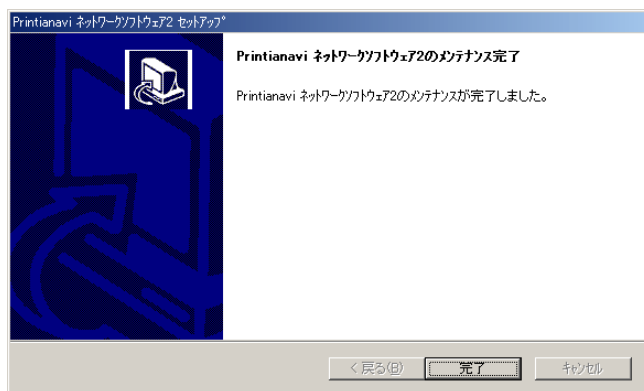 Printianavi ネットワークソフトウェア2 セットアップ
Printianavi ネットワークソフトウェア2のメンテナンス完了
Printianavi ネットワークソフトウェア2のメンテナンスが完了しました。
< 戻る(B)
完了
キャンセル